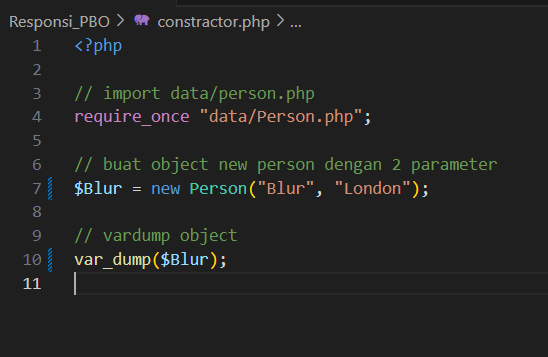 Responsi_PBO > constractor.php > ...
1 <?php
2
3 // import data/person.php
4 require_once "data/Person.php";
5
6 // buat object new person dengan 2 parameter
7 $Blur = new Person("Blur", "London");
8
9 // vardump object
10 var_dump($Blur);
11